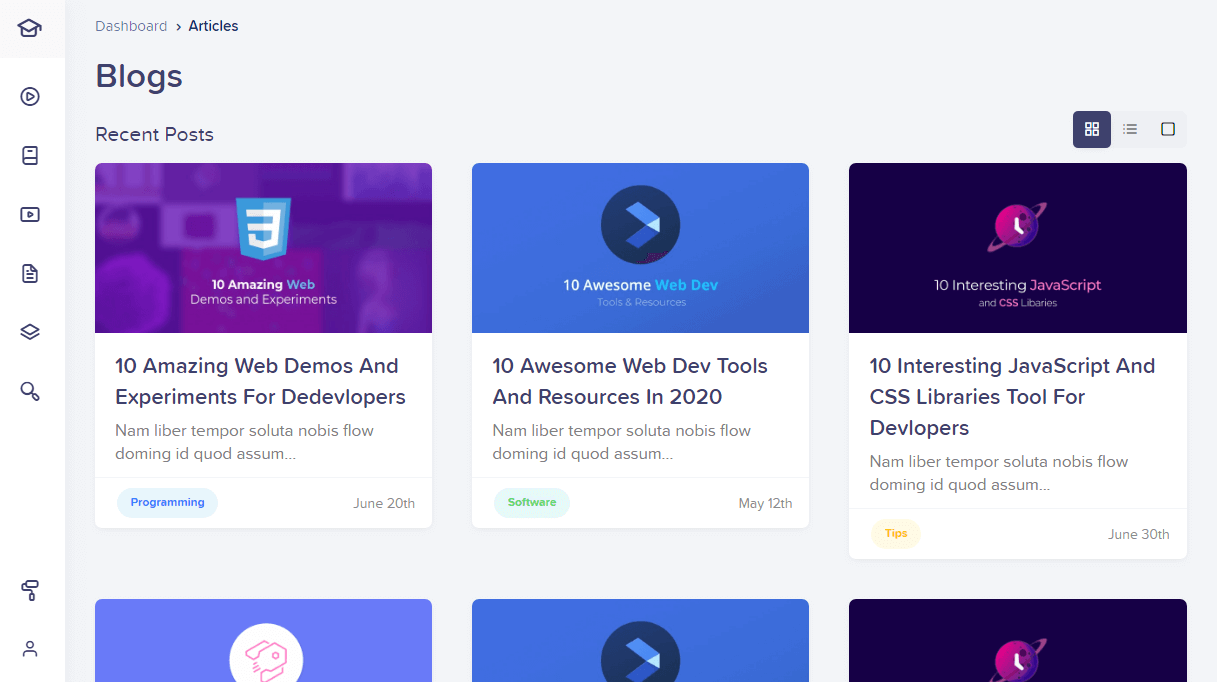 Dashboard › Articles
Blogs
Recent Posts
10 Amazing Web
Demos and Experiments
10 Amazing Web Demos And
Experiments For Dedevlopers
Nam liber tempor soluta nobis flow
doming id quod assum...
Programming June 20th
10 Awesome Web Dev
Tools & Resources
10 Awesome Web Dev Tools
And Resources In 2020
Nam liber tempor soluta nobis flow
doming id quod assum...
Software May 12th
10 Interesting JavaScript
and CSS Libaries
10 Interesting JavaScript And
CSS Libraries Tool For
Devlopers
Nam liber tempor soluta nobis flow
doming id quod assum...
Tips June 30th